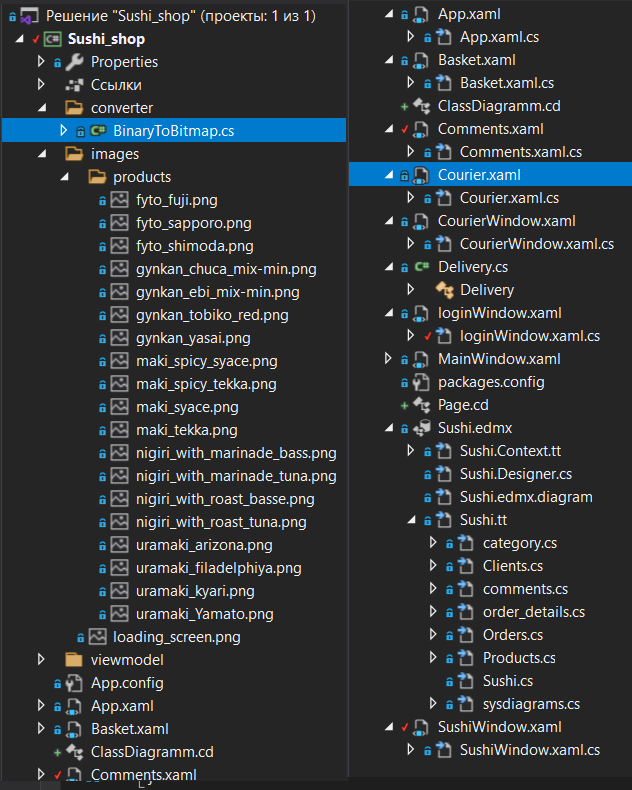 Решение "Sushi_shop" (проекты: 1 из 1)
Sushi_shop
Properties
Ссылки
converter
BinaryToBitmap.cs
images
products
fyto_fuji.png
fyto_sapporo.png
fyto_shimoda.png
gynkan_chuca_mix-min.png
gynkan_ebi_mix-min.png
gynkan_tobiko_red.png
gynkan_yasai.png
maki_spicy_syace.png
maki_spicy_tekka.png
maki_syace.png
maki_tekka.png
nigiri_with_marinade_bass.png
nigiri_with_marinade_tuna.png
nigiri_with_roast_basse.png
nigiri_with_roast_tuna.png
uramaki_arizona.png
uramaki_filadelphiya.png
uramaki_kyari.png
uramaki_Yamato.png
loading_screen.png
viewmodel
App.config
App.xaml
Basket.xaml
ClassDiagramm.cd
Comments.xaml
App.xaml
App.xaml.cs
Basket.xaml
Basket.xaml.cs
ClassDiagramm.cd
Comments.xaml
Comments.xaml.cs
Courier.xaml
Courier.xaml.cs
CourierWindow.xaml
CourierWindow.xaml.cs
Delivery.cs
Delivery
loginWindow.xaml
loginWindow.xaml.cs
MainWindow.xaml
packages.config
Page.cd
Sushi.edmx
Sushi.Context.tt
Sushi.Designer.cs
Sushi.edmx.diagram
Sushi.tt
category.cs
Clients.cs
comments.cs
order_details.cs
Orders.cs
Products.cs
Sushi.cs
sysdiagrams.cs
SushiWindow.xaml
SushiWindow.xaml.cs